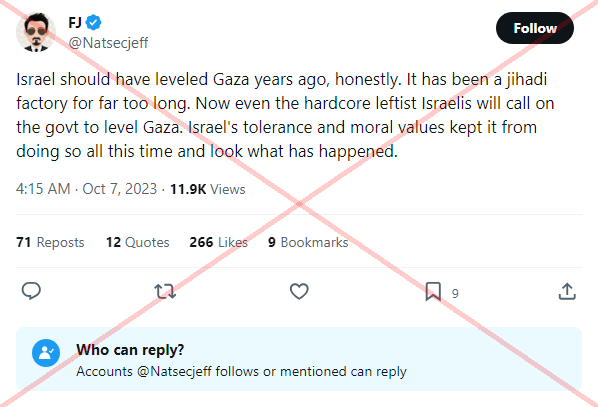 FJ
@Natsecjeff
Follow
Israel should have leveled Gaza years ago, honestly. It has been a jihadi
factory for far too long. Now even the hardcore leftist Israelis will call on
the govt to level Gaza. Israel's tolerance and moral values kept it from
doing so all this time and look what has happened.
4:15 AM · Oct 7, 2023 · 11.9K Views
71 Reposts 12 Quotes 266 Likes 9 Bookmarks
9
Who can reply?
Accounts @Natsecjeff follows or mentioned can reply